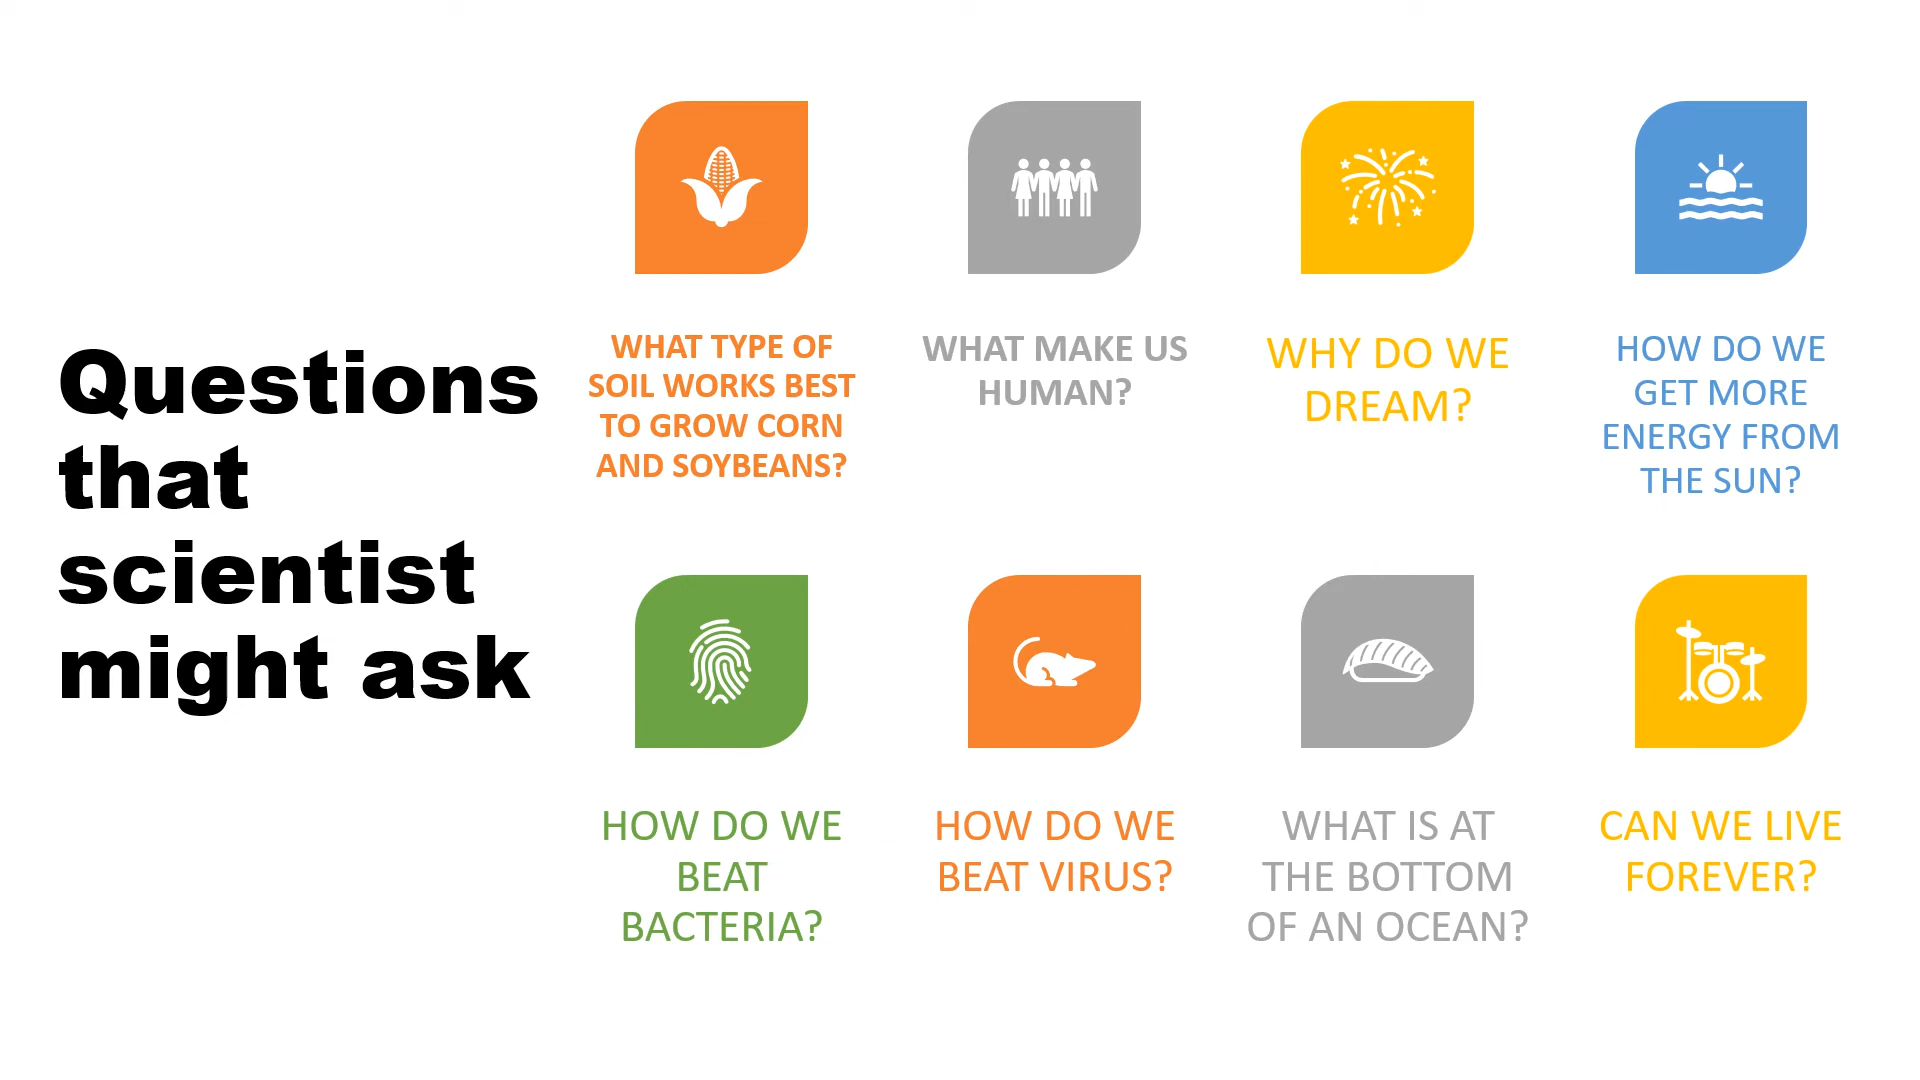 Questions
that
scientist
might ask
WHAT TYPE OF
SOIL WORKS BEST
TO GROW CORN
AND SOYBEANS?
WHAT MAKE US
HUMAN?
WHY DO WE
DREAM?
HOW DO WE
GET MORE
ENERGY FROM
THE SUN?
HOW DO WE
BEAT
BACTERIA?
HOW DO WE
BEAT VIRUS?
WHAT IS AT
THE BOTTOM
OF AN OCEAN?
CAN WE LIVE
FOREVER?